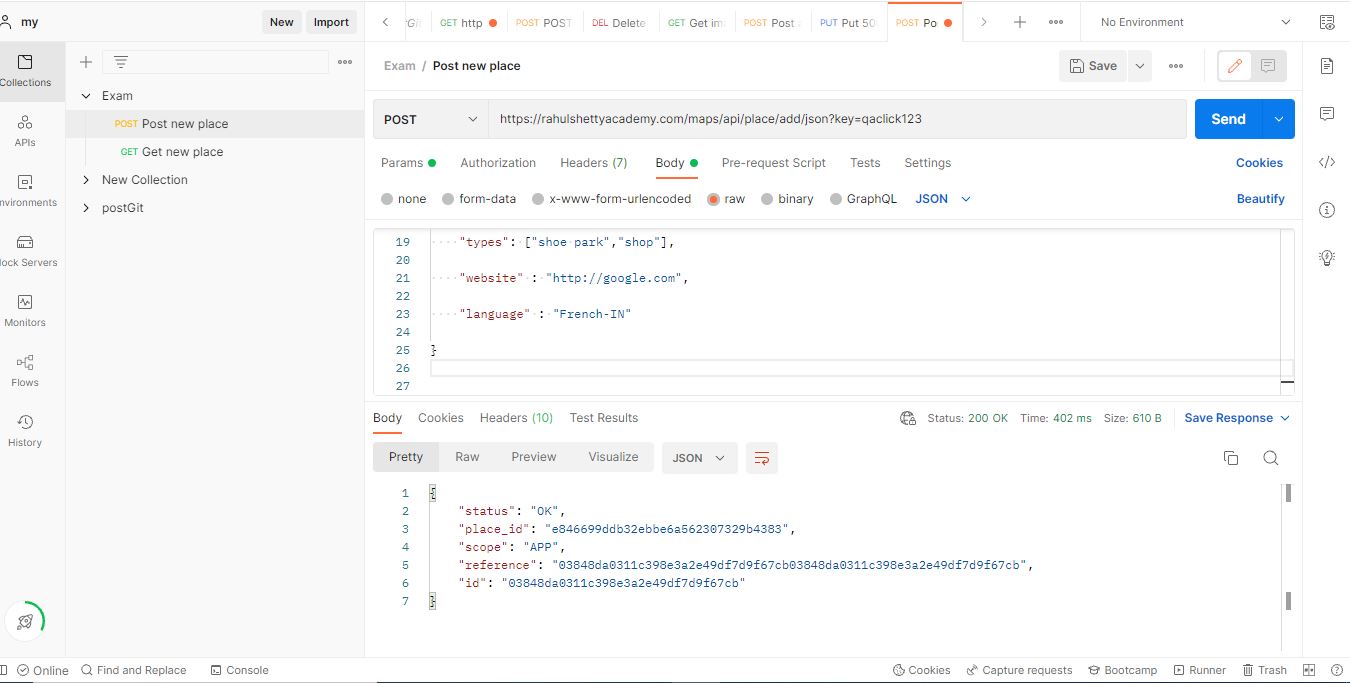 my
New
Import
GET http
POST POST
DEL Delete
GET Get im
POST Post a
PUT Put 50
POST Po
No Environment
Collections
APIs
nvironments
lock Servers
Monitors
Flows
History
Exam
POST Post new place
GET Get new place
New Collection
postGit
Exam / Post new place
Save
POST
https://rahulshettyacademy.com/maps/api/place/add/json?key=qaclick123
Send
Params
Authorization
Headers (7)
Body
Pre-request Script
Tests
Settings
Cookies
none
form-data
x-www-form-urlencoded
raw
binary
GraphQL
JSON
Beautify
19 "types": ["shoe park","shop"],
20
21 "website" : "http://google.com",
22
23 "language" : "French-IN"
24
25 }
26
27
Body
Cookies
Headers (10)
Test Results
Status: 200 OK
Time: 402 ms
Size: 610 B
Save Response
Pretty
Raw
Preview
Visualize
JSON
1 {
2 "status": "OK",
3 "place_id": "e846699ddb32ebbe6a562307329b4383",
4 "scope": "APP",
5 "reference": "03848da0311c398e3a2e49df7d9f67cb03848da0311c398e3a2e49df7d9f67cb",
6 "id": "03848da0311c398e3a2e49df7d9f67cb"
7 }
Online
Find and Replace
Console
Cookies
Capture requests
Bootcamp
Runner
Trash